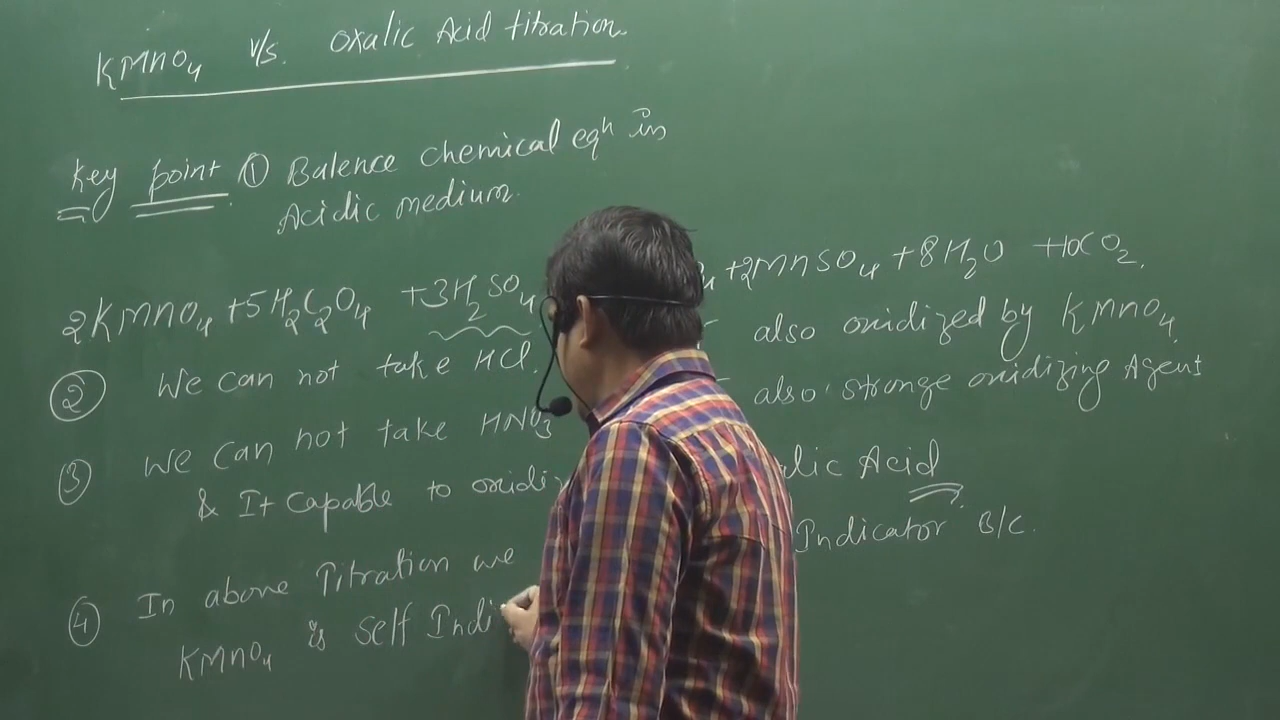 KMnO₄ v/s. Oxalic Acid titration.
Key point ① Balence chemical eqⁿ in
Acidic medium.
2KMnO₄ +5H₂C₂O₄ +3H₂SO₄ +2MnSO₄ +8H₂O +10CO₂.
② We can not take HCl. also oxidized by KMnO₄.
③ We can not take HNO₃ also stronge oxidizing Agent
& It capable to oxidiz Acid
④ In above Titration we Indicator B/c.
KMnO₄ is self Indi